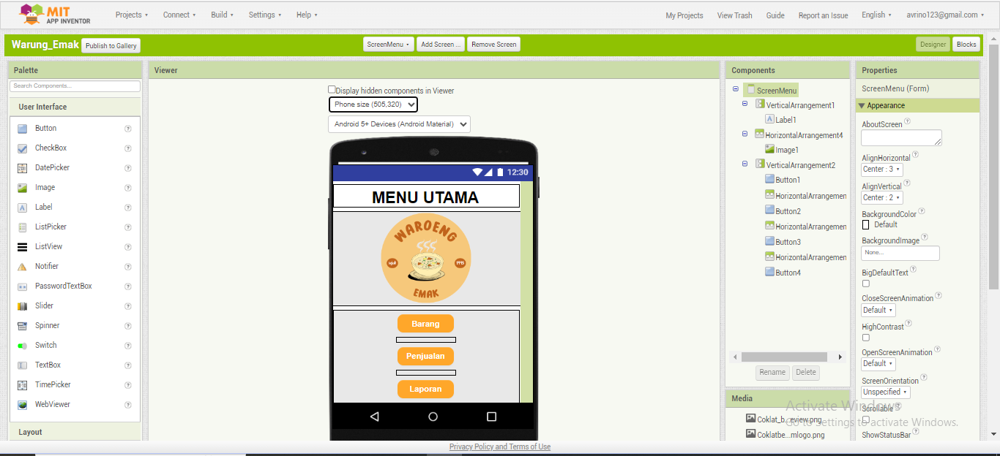 MIT
APP INVENTOR
Projects Connect Build Settings Help My Projects View Trash Guide Report an Issue English avrino123@gmail.com
Warung_Emak Publish to Gallery ScreenMenu Add Screen ... Remove Screen Designer Blocks
Palette
Search Components...
User Interface
Button
CheckBox
DatePicker
Image
Label
ListPicker
ListView
Notifier
PasswordTextBox
Slider
Spinner
Switch
TextBox
TimePicker
WebViewer
Layout
Viewer
Display hidden components in Viewer
Phone size (505,320)
Android 5+ Devices (Android Material)
12:30
MENU UTAMA
WAROENG
1995
EMAK
Barang
Penjualan
Laporan
Components
ScreenMenu
VerticalArrangement1
Label1
HorizontalArrangement4
Image1
VerticalArrangement2
Button1
HorizontalArrangemen
Button2
HorizontalArrangemen
Button3
HorizontalArrangemen
Button4
Rename Delete
Media
Coklat_b...eview.png
Coklatbe...mlogo.png
Properties
ScreenMenu (Form)
Appearance
AboutScreen
AlignHorizontal
Center : 3
AlignVertical
Center : 2
BackgroundColor
Default
BackgroundImage
None...
BigDefaultText
CloseScreenAnimation
Default
HighContrast
OpenScreenAnimation
Default
ScreenOrientation
Unspecified
Scrollable
ShowStatusBar
Activate Windows
Go to Settings to activate Windows.
Privacy Policy and Terms of Use